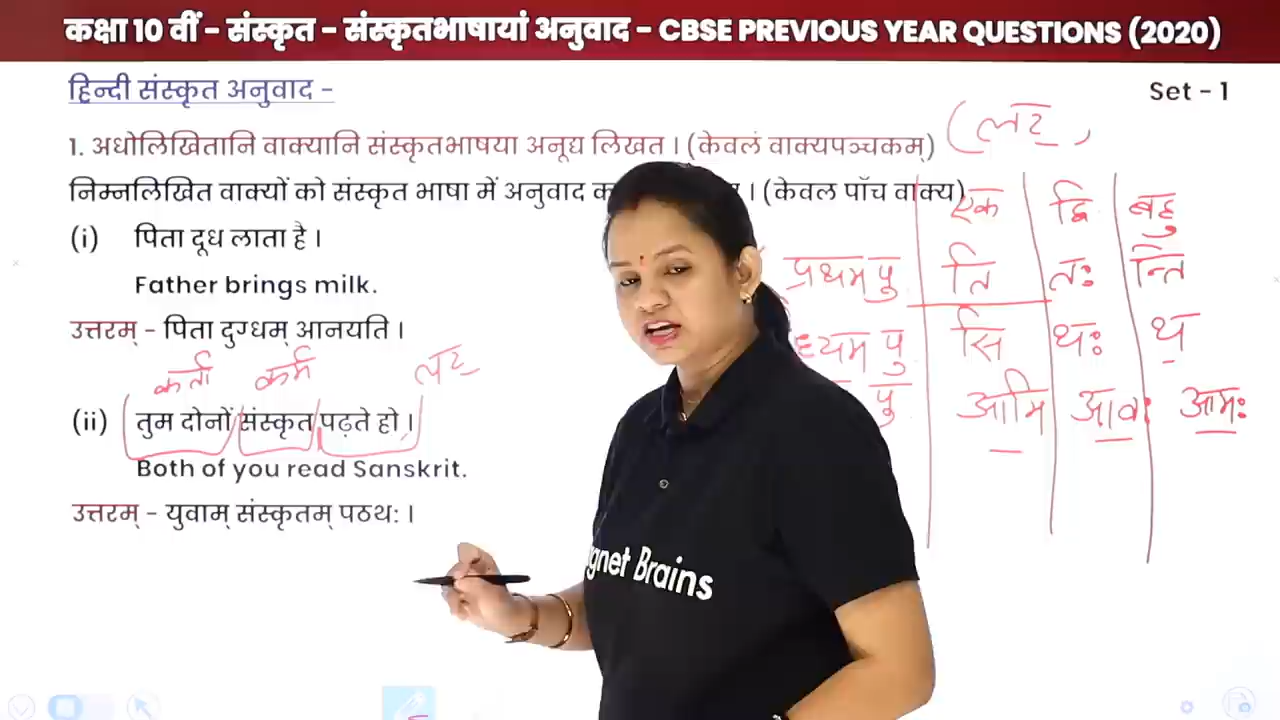 कक्षा 10 वीं - संस्कृत - संस्कृतभाषायां अनुवाद - CBSE PREVIOUS YEAR QUESTIONS (2020)
हिन्दी संस्कृत अनुवाद -
Set - 1
1. अधोलिखितानि वाक्यानि संस्कृतभाषया अनूद्य लिखत । (केवलं वाक्यपञ्चकम्)
(लट्
निम्नलिखित वाक्यों को संस्कृत भाषा में अनुवाद । (केवल पाँच वाक्य)
एक द्वि बहु
(i) पिता दूध लाता है ।
प्रथम पु ति तः न्ति
Father brings milk.
उत्तरम् - पिता दुग्धम् आनयति ।
यम पु सि थः थ
कर्ता कर्म लट्
पु आमि आवः आमः
(ii) तुम दोनों संस्कृत पढ़ते हो ।
Both of you read Sanskrit.
उत्तरम् - युवाम् संस्कृतम् पठथः ।
gnet Brains